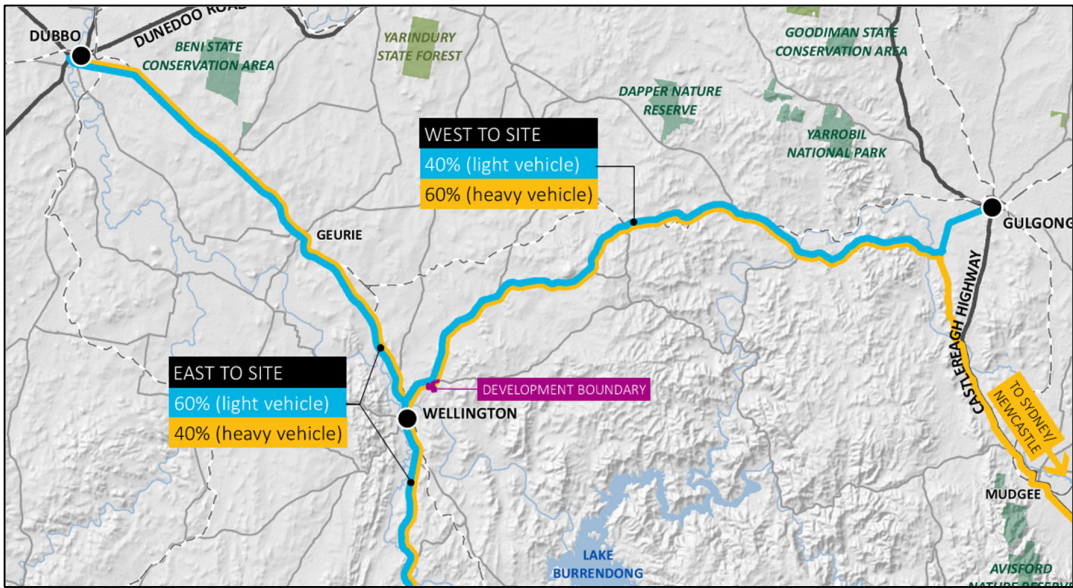 DUBBO
DUNEDOO ROAD
BENI STATE
CONSERVATION AREA
YARINDURY
STATE FOREST
GOODIMAN STATE
CONSERVATION AREA
DAPPER NATURE
RESERVE
YARROBIL
NATIONAL PARK
WEST TO SITE
40% (light vehicle)
60% (heavy vehicle)
GULGONG
GEURIE
CASTLEREAGH HIGHWAY
EAST TO SITE
60% (light vehicle)
40% (heavy vehicle)
DEVELOPMENT BOUNDARY
WELLINGTON
TO SYDNEY/
NEWCASTLE
MUDGEE
LAKE
BURRENDONG
AVISFORD
NATURE RESERVE